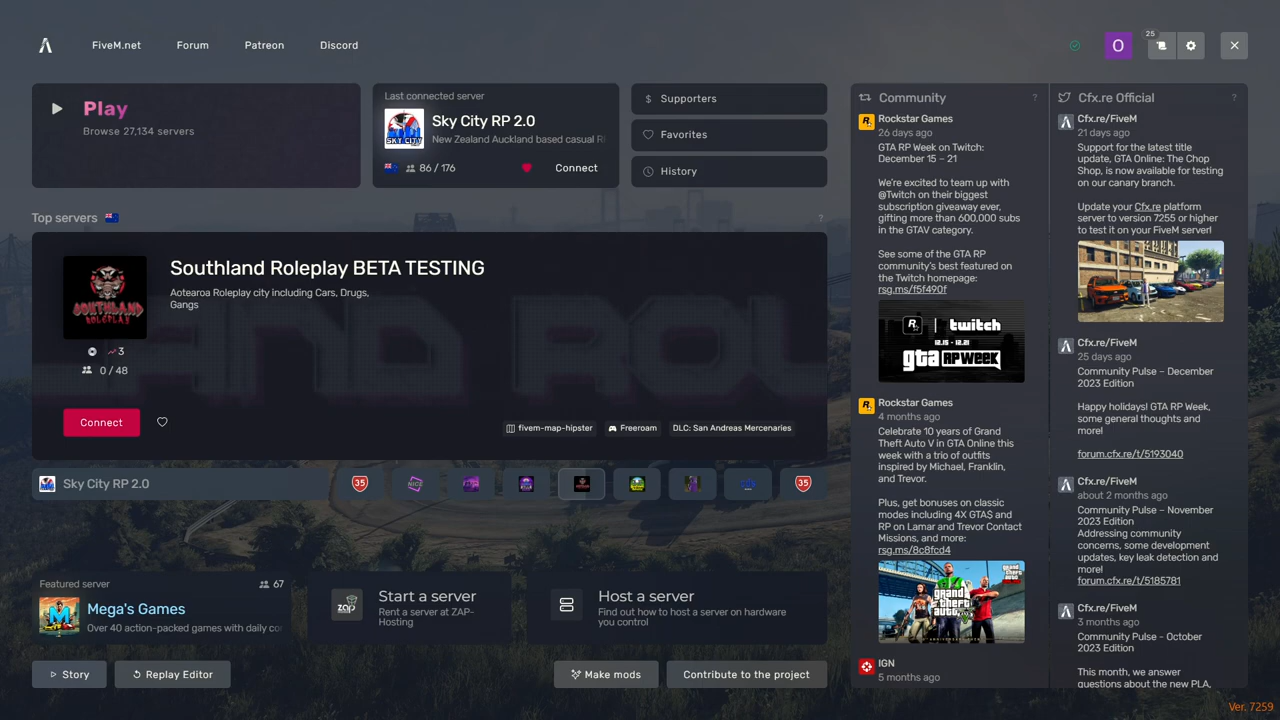 FiveM.net
Forum
Patreon
Discord
O
25
Play
Browse 27,134 servers
Last connected server
SKY CITY
Sky City RP 2.0
New Zealand Auckland based casual
86 / 176
Connect
$ Supporters
Favorites
History
Top servers
?
SOUTHLAND
ROLEPLAY
Southland Roleplay BETA TESTING
Aotearoa Roleplay city including Cars, Drugs,
Gangs
3
0 / 48
Connect
fivem-map-hipster
Freeroam
DLC: San Andreas Mercenaries
Sky City RP 2.0
35
NICE
35
Featured server
67
Mega's Games
Over 40 action-packed games with daily co
ZAP
Start a server
Rent a server at ZAP-
Hosting
Host a server
Find out how to host a server on hardware
you control
Story
Replay Editor
Make mods
Contribute to the project
Community
?
Rockstar Games
26 days ago
GTA RP Week on Twitch:
December 15 – 21
We're excited to team up with
@Twitch on their biggest
subscription giveaway ever,
gifting more than 600,000 subs
in the GTAV category.
See some of the GTA RP
community's best featured on
the Twitch homepage:
rsg.ms/f5f490f
R | twitch
12.15 - 12.21
gta RP WEEK
Rockstar Games
4 months ago
Celebrate 10 years of Grand
Theft Auto V in GTA Online this
week with a trio of outfits
inspired by Michael, Franklin,
and Trevor.
Plus, get bonuses on classic
modes including 4X GTA$ and
RP on Lamar and Trevor Contact
Missions, and more:
rsg.ms/8c8fcd4
grand
theft
auto
IGN
5 months ago
Cfx.re Official
?
Cfx.re/FiveM
21 days ago
Support for the latest title
update, GTA Online: The Chop
Shop, is now available for testing
on our canary branch.
Update your Cfx.re platform
server to version 7255 or higher
to test it on your FiveM server!
Cfx.re/FiveM
25 days ago
Community Pulse – December
2023 Edition
Happy holidays! GTA RP Week,
some general thoughts and
more!
forum.cfx.re/t/5193040
Cfx.re/FiveM
about 2 months ago
Community Pulse – November
2023 Edition
Addressing community
concerns, some development
updates, key leak detection and
more!
forum.cfx.re/t/5185781
Cfx.re/FiveM
3 months ago
Community Pulse - October
2023 Edition
This month, we answer
questions about the new PLA,
Ver. 7259